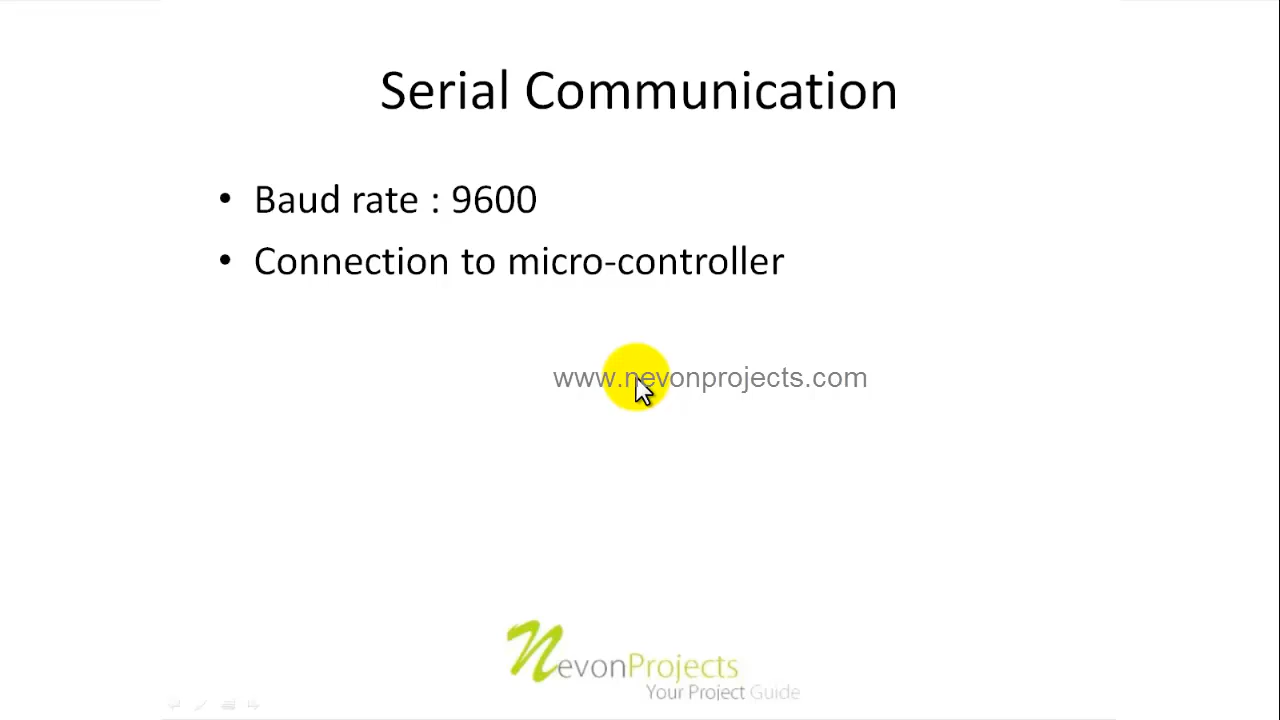 Serial Communication
• Baud rate : 9600
• Connection to micro-controller
www.nevonprojects.com
NevonProjects
Your Project Guide